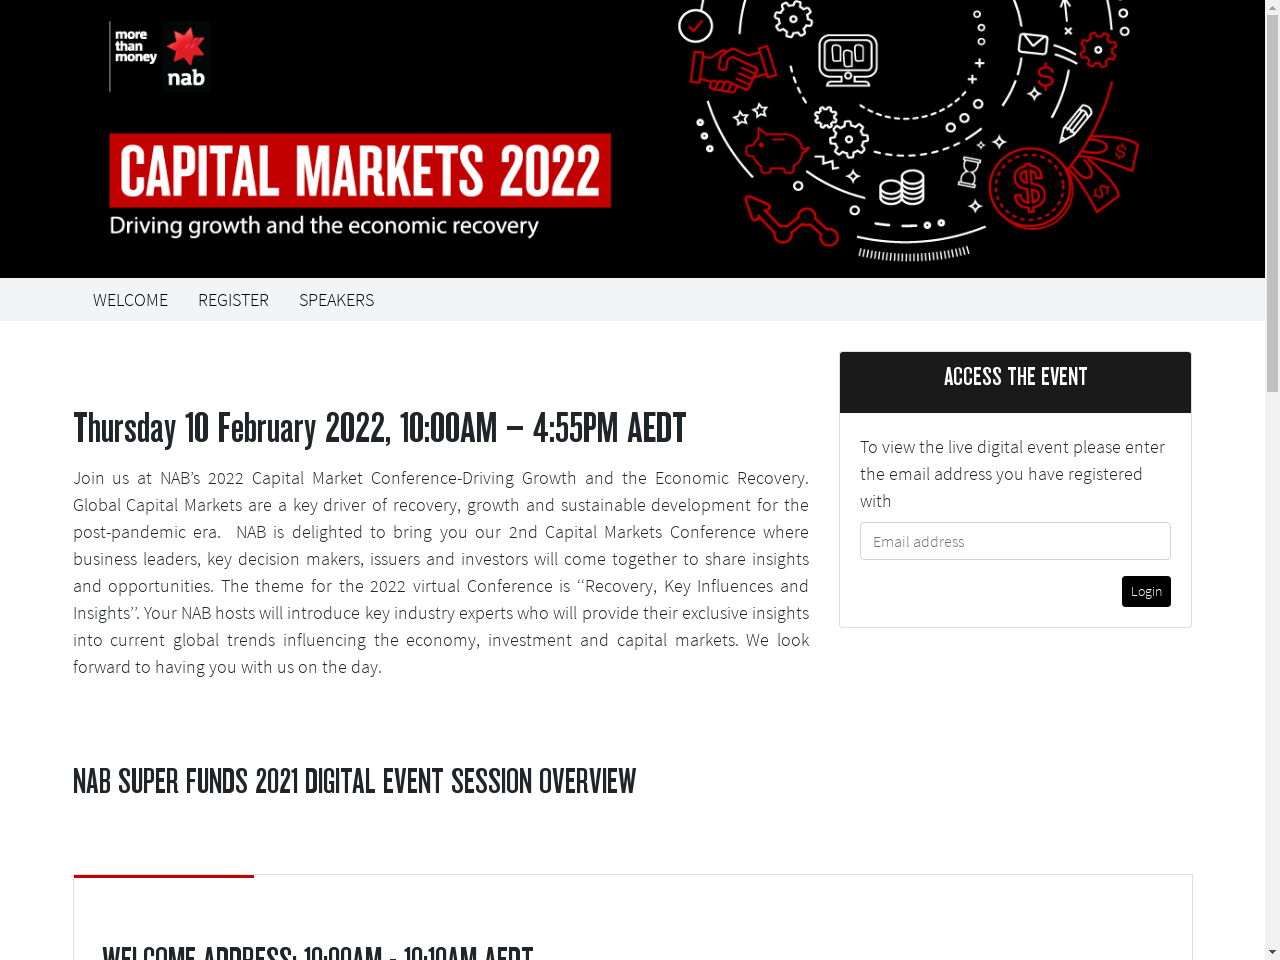 more
than
money
nab
CAPITAL MARKETS 2022
Driving growth and the economic recovery
WELCOME REGISTER SPEAKERS
ACCESS THE EVENT
To view the live digital event please enter
the email address you have registered
with
Email address
Login
Thursday 10 February 2022, 10:00AM – 4:55PM AEDT
Join us at NAB’s 2022 Capital Market Conference-Driving Growth and the Economic Recovery.
Global Capital Markets are a key driver of recovery, growth and sustainable development for the
post-pandemic era. NAB is delighted to bring you our 2nd Capital Markets Conference where
business leaders, key decision makers, issuers and investors will come together to share insights
and opportunities. The theme for the 2022 virtual Conference is ‘‘Recovery, Key Influences and
Insights’’. Your NAB hosts will introduce key industry experts who will provide their exclusive insights
into current global trends influencing the economy, investment and capital markets. We look
forward to having you with us on the day.
NAB SUPER FUNDS 2021 DIGITAL EVENT SESSION OVERVIEW
WELCOME ADDRESS: 10:00AM - 10:10AM AEDT